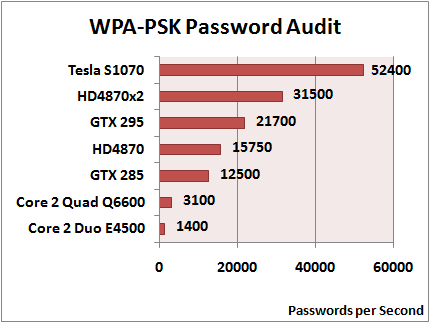 WPA-PSK Password Audit
Tesla S1070 52400
HD4870x2 31500
GTX 295 21700
HD4870 15750
GTX 285 12500
Core 2 Quad Q6600 3100
Core 2 Duo E4500 1400
0 20000 40000 60000
Passwords per Second